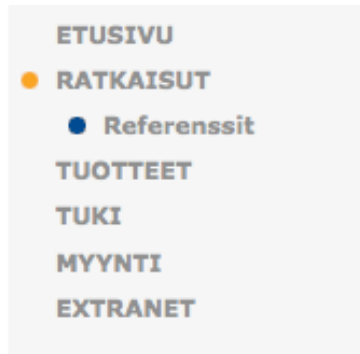 ETUSIVU
RATKAISUT
Referenssit
TUOTTEET
TUKI
MYYNTI
EXTRANET